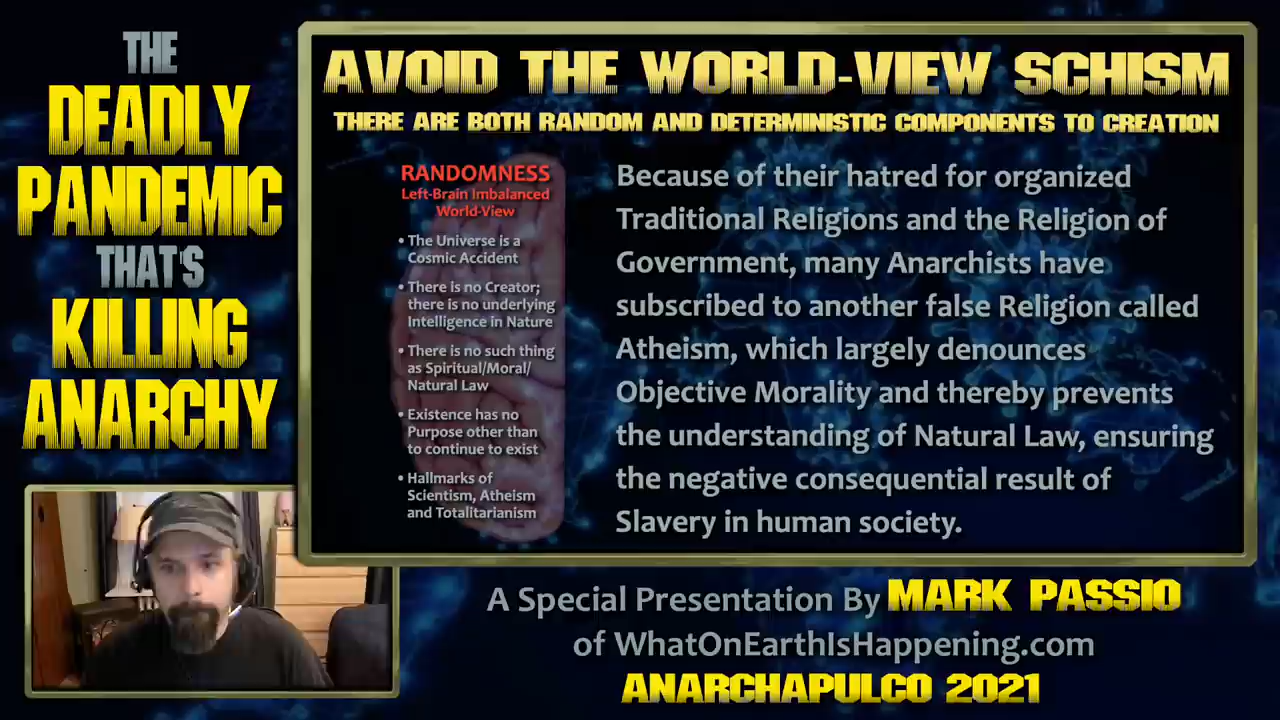 THE
DEADLY
PANDEMIC
THAT'S
KILLING
ANARCHY
AVOID THE WORLD-VIEW SCHISM
THERE ARE BOTH RANDOM AND DETERMINISTIC COMPONENTS TO CREATION
RANDOMNESS
Left-Brain Imbalanced
World-View
• The Universe is a
Cosmic Accident
• There is no Creator;
there is no underlying
Intelligence in Nature
• There is no such thing
as Spiritual/Moral/
Natural Law
• Existence has no
Purpose other than
to continue to exist
• Hallmarks of
Scientism, Atheism
and Totalitarianism
Because of their hatred for organized
Traditional Religions and the Religion of
Government, many Anarchists have
subscribed to another false Religion called
Atheism, which largely denounces
Objective Morality and thereby prevents
the understanding of Natural Law, ensuring
the negative consequential result of
Slavery in human society.
A Special Presentation By MARK PASSIO
of WhatOnEarthIsHappening.com
ANARCHAPULCO 2021